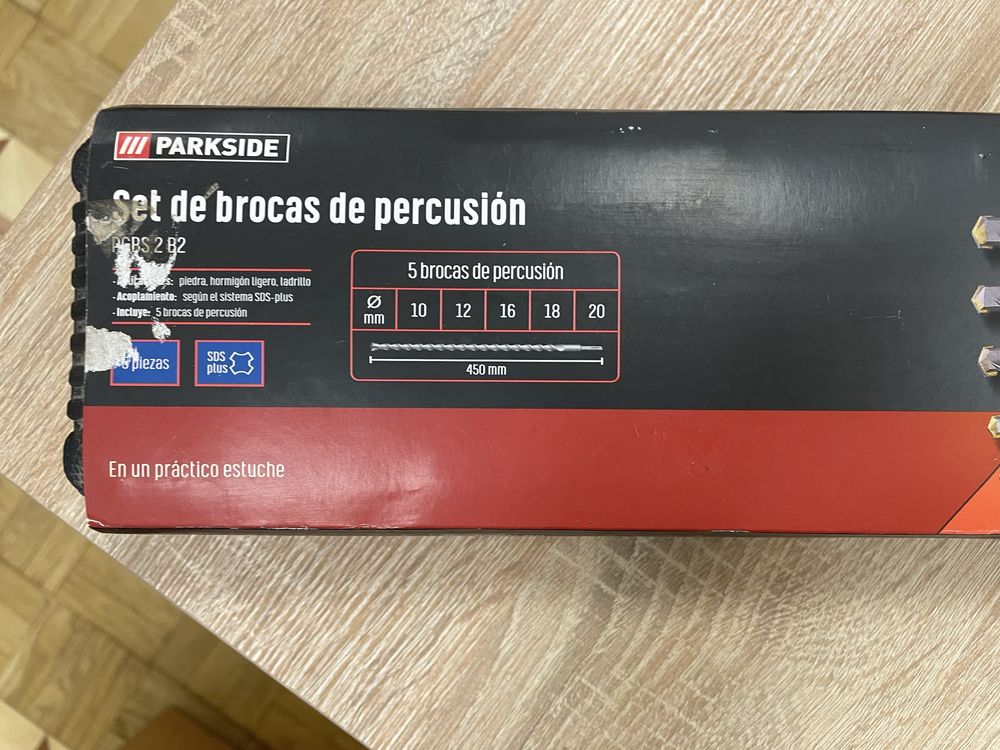 PARKSIDE
Set de brocas de percusión
2 B2
piedra, hormigón ligero, ladrillo
- Acoplamiento: según el sistema SDS-plus
- Incluye: 5 brocas de percusión
piezas
SDS
plus
5 brocas de percusión
Ø mm 10 12 16 18 20
450 mm
En un práctico estuche